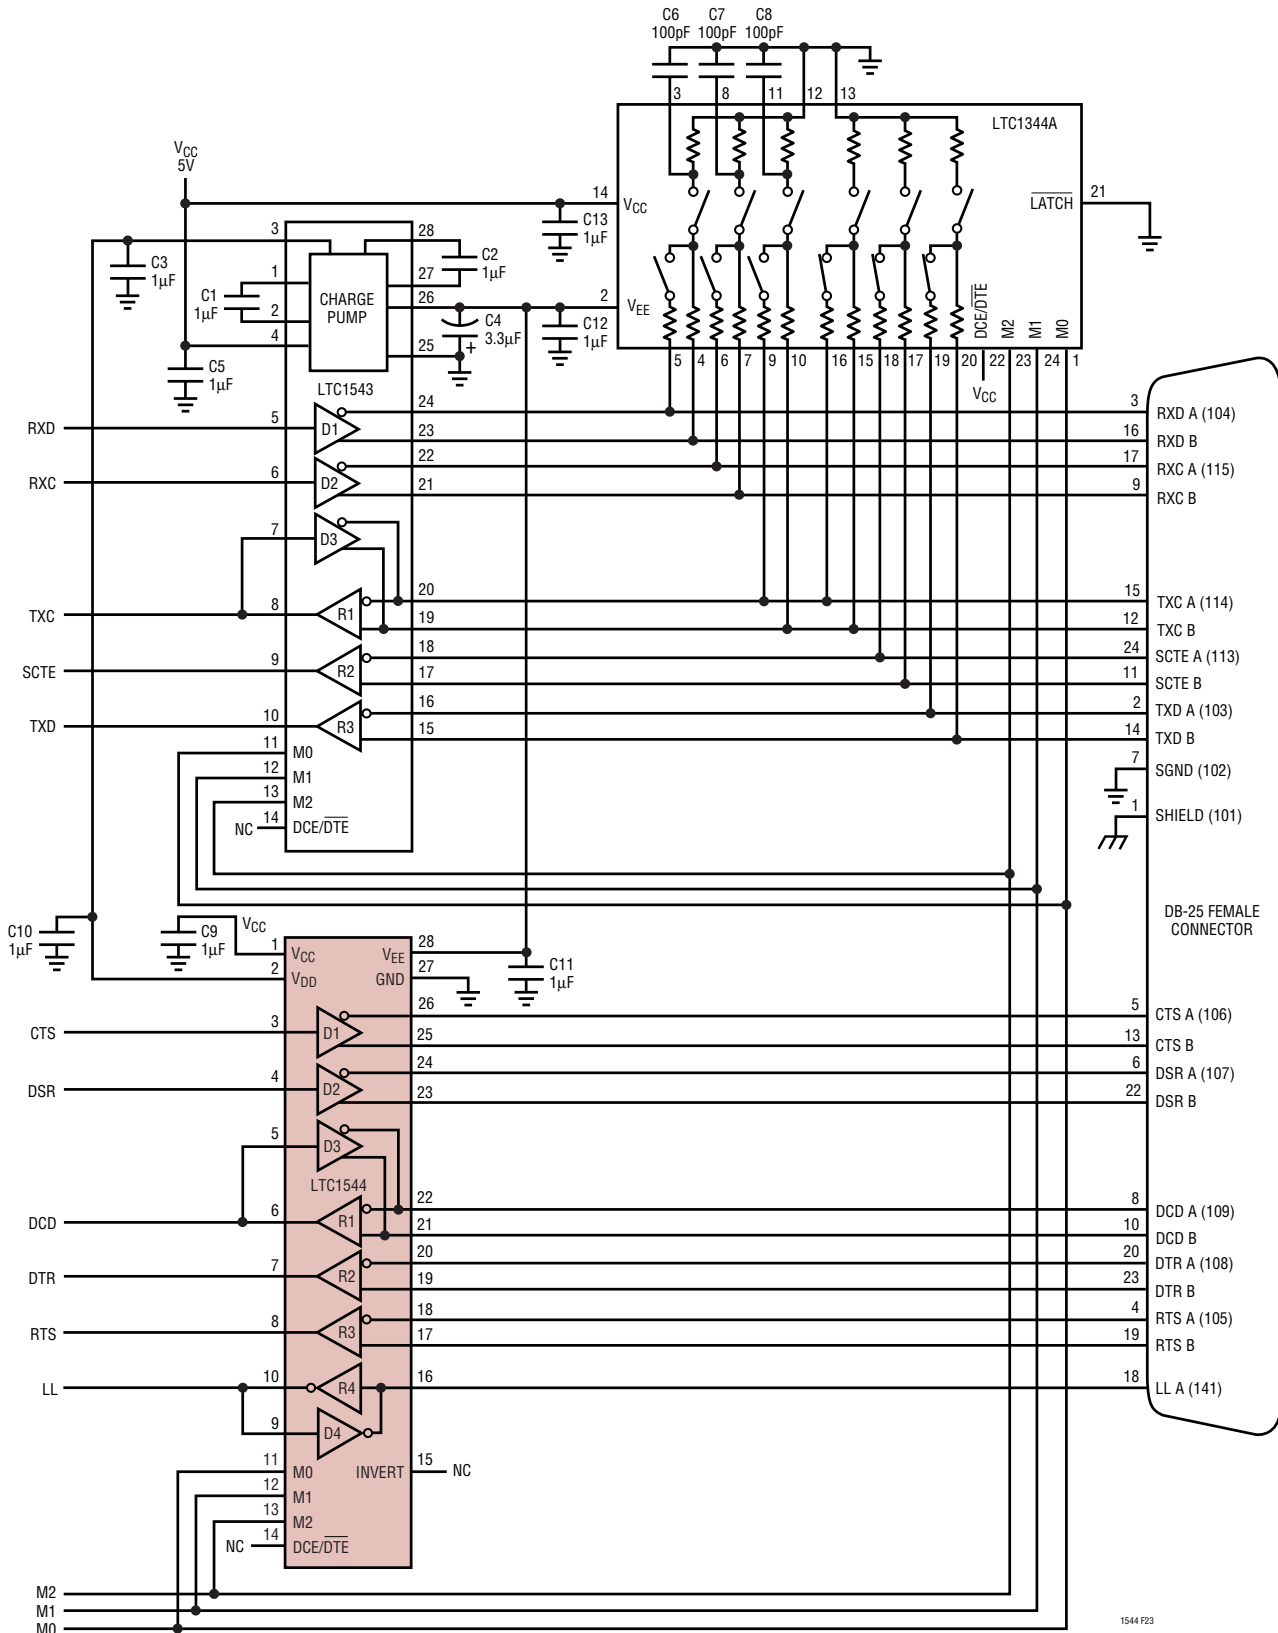 C6 C7 C8
100pF 100pF 100pF
3 8 11 12 13
LTC1344A
VCC
5V
14 VCC
LATCH 21
C13
1µF
3 28
C3
1µF
C2
1µF
1 27
C1
1µF
CHARGE
PUMP
26
2 VEE
2
C4
3.3µF
+
C12
1µF
4 25
C5
1µF
DCE/DTE M2 M1 M0
5 4 6 7 9 10 16 15 18 17 19 20 22 23 24 1
VCC
LTC1543
RXD 5 D1 24 3 RXD A (104)
23 16 RXD B
RXC 6 D2 22 17 RXC A (115)
21 9 RXC B
7 D3
TXC 8 R1 20 15 TXC A (114)
19 12 TXC B
SCTE 9 R2 18 24 SCTE A (113)
17 11 SCTE B
TXD 10 R3 16 2 TXD A (103)
15 14 TXD B
11 M0
7 SGND (102)
12 M1
13 M2
1 SHIELD (101)
NC 14 DCE/DTE
DB-25 FEMALE
CONNECTOR
C10
1µF
C9
1µF
VCC
1 VCC VEE 28
2 VDD GND 27
C11
1µF
CTS 3 D1 26 5 CTS A (106)
25 13 CTS B
DSR 4 D2 24 6 DSR A (107)
23 22 DSR B
5 D3
LTC1544
DCD 6 R1 22 8 DCD A (109)
21 10 DCD B
DTR 7 R2 20 20 DTR A (108)
19 23 DTR B
RTS 8 R3 18 4 RTS A (105)
17 19 RTS B
LL 10 R4 16 18 LL A (141)
9 D4
11 M0 INVERT 15 NC
12 M1
13 M2
NC 14 DCE/DTE
M2
M1
M0
1544 F23